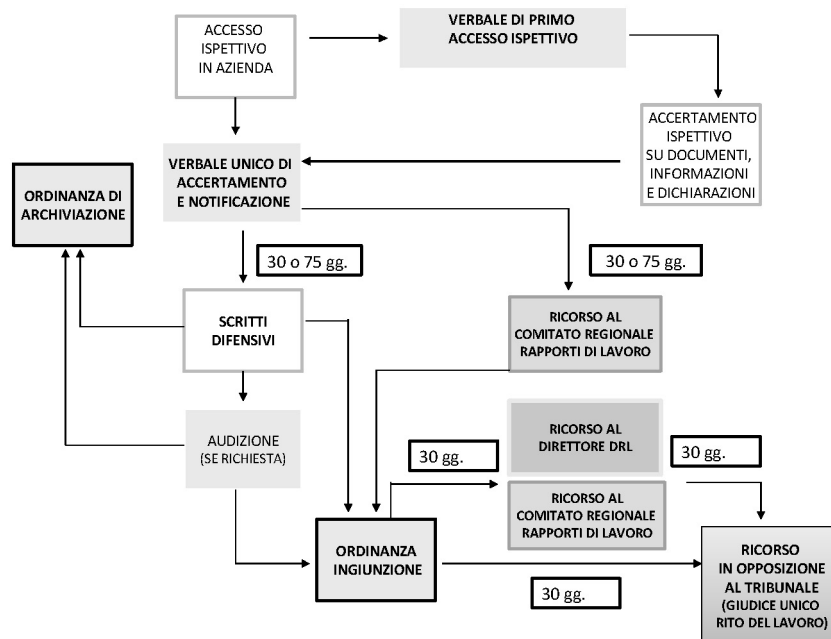 ACCESSO
ISPETTIVO
IN AZIENDA
VERBALE DI PRIMO
ACCESSO ISPETTIVO
ACCERTAMENTO
ISPETTIVO
SU DOCUMENTI,
INFORMAZIONI
E DICHIARAZIONI
VERBALE UNICO DI
ACCERTAMENTO
E NOTIFICAZIONE
ORDINANZA DI
ARCHIVIAZIONE
30 o 75 gg.
30 o 75 gg.
SCRITTI
DIFENSIVI
RICORSO AL
COMITATO REGIONALE
RAPPORTI DI LAVORO
AUDIZIONE
(SE RICHIESTA)
RICORSO AL
DIRETTORE DRL
30 gg.
30 gg.
RICORSO AL
COMITATO REGIONALE
RAPPORTI DI LAVORO
ORDINANZA
INGIUNZIONE
RICORSO
IN OPPOSIZIONE
AL TRIBUNALE
(GIUDICE UNICO
RITO DEL LAVORO)
30 gg.